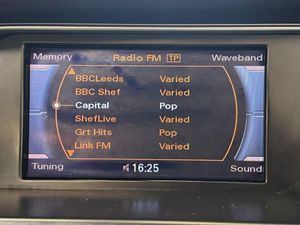 Memory Radio FM TP Waveband
BBCLeeds Varied
BBC Shef Varied
Capital Pop
ShefLive Varied
Grt Hits Pop
Link FM Varied
Tuning 16:25 Sound